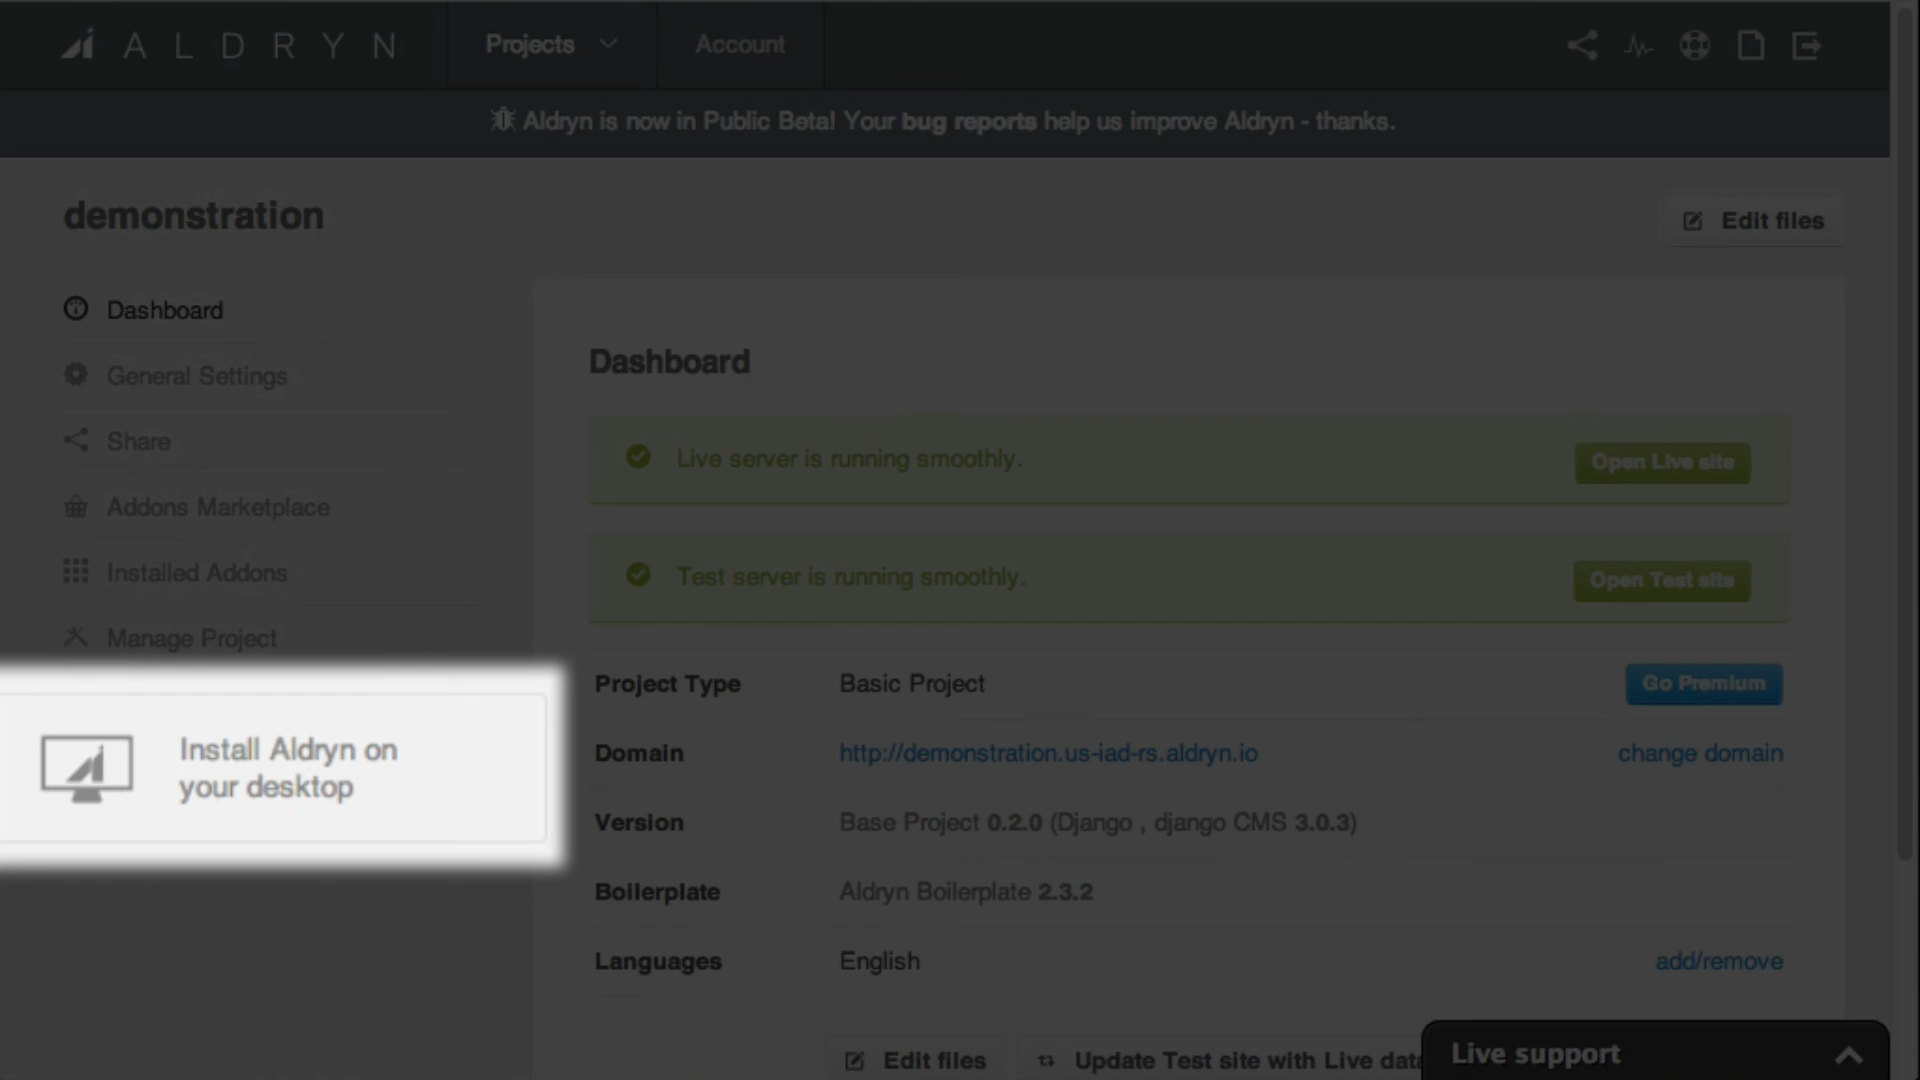 ALDRYN
Projects
Account
Aldryn is now in Public Beta! Your bug reports help us improve Aldryn - thanks.
demonstration
Edit files
Dashboard
General Settings
Share
Addons Marketplace
Installed Addons
Manage Project
Install Aldryn on
your desktop
Dashboard
Live server is running smoothly.
Open Live site
Test server is running smoothly.
Open Test site
Project Type
Basic Project
Go Premium
Domain
http://demonstration.us-iad-rs.aldryn.io
change domain
Version
Base Project 0.2.0 (Django , django CMS 3.0.3)
Boilerplate
Aldryn Boilerplate 2.3.2
Languages
English
add/remove
Edit files
Update Test site with Live data
Live support